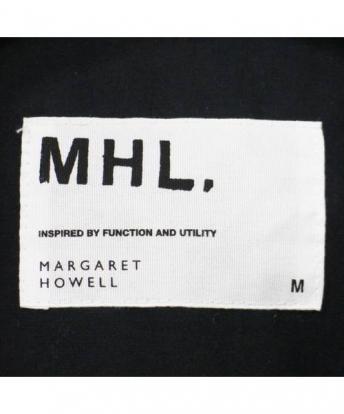 MHL.
INSPIRED BY FUNCTION AND UTILITY
MARGARET
HOWELL
M